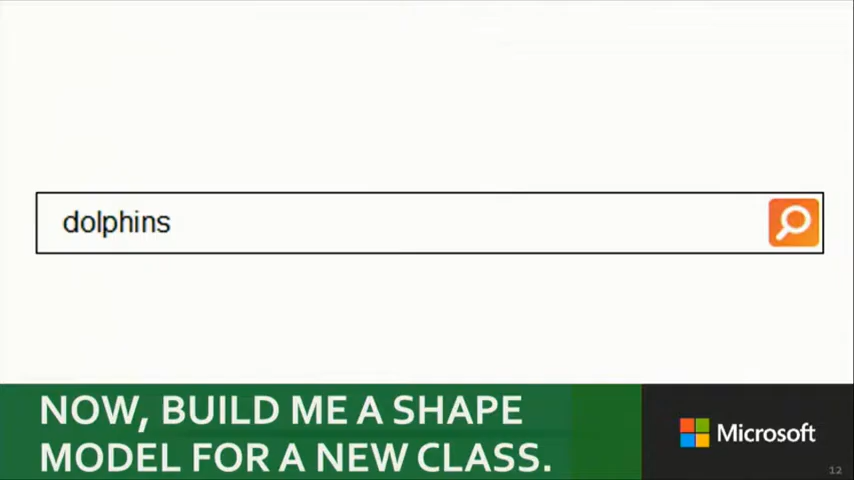 dolphins
NOW, BUILD ME A SHAPE
MODEL FOR A NEW CLASS.
Microsoft
12